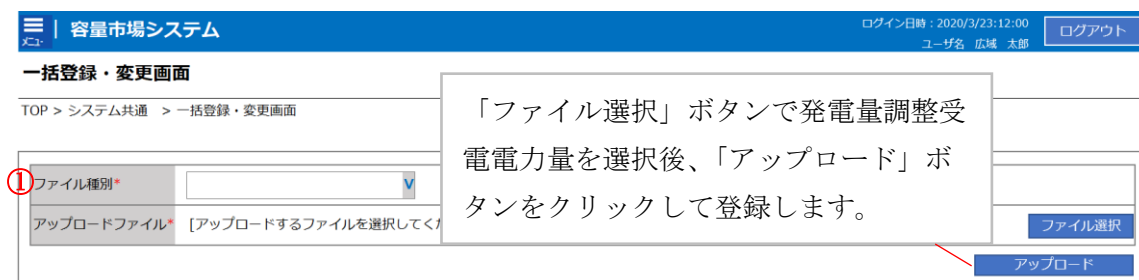 メニュー 容量市場システム ログイン日時：2020/3/23:12:00 ログアウト
ユーザ名 広域 太郎
一括登録・変更画面
TOP > システム共通 > 一括登録・変更画面
「ファイル選択」ボタンで発電量調整受
電電力量を選択後、「アップロード」ボ
タンをクリックして登録します。
① ファイル種別* V
アップロードファイル* [アップロードするファイルを選択してくだ ファイル選択
アップロード